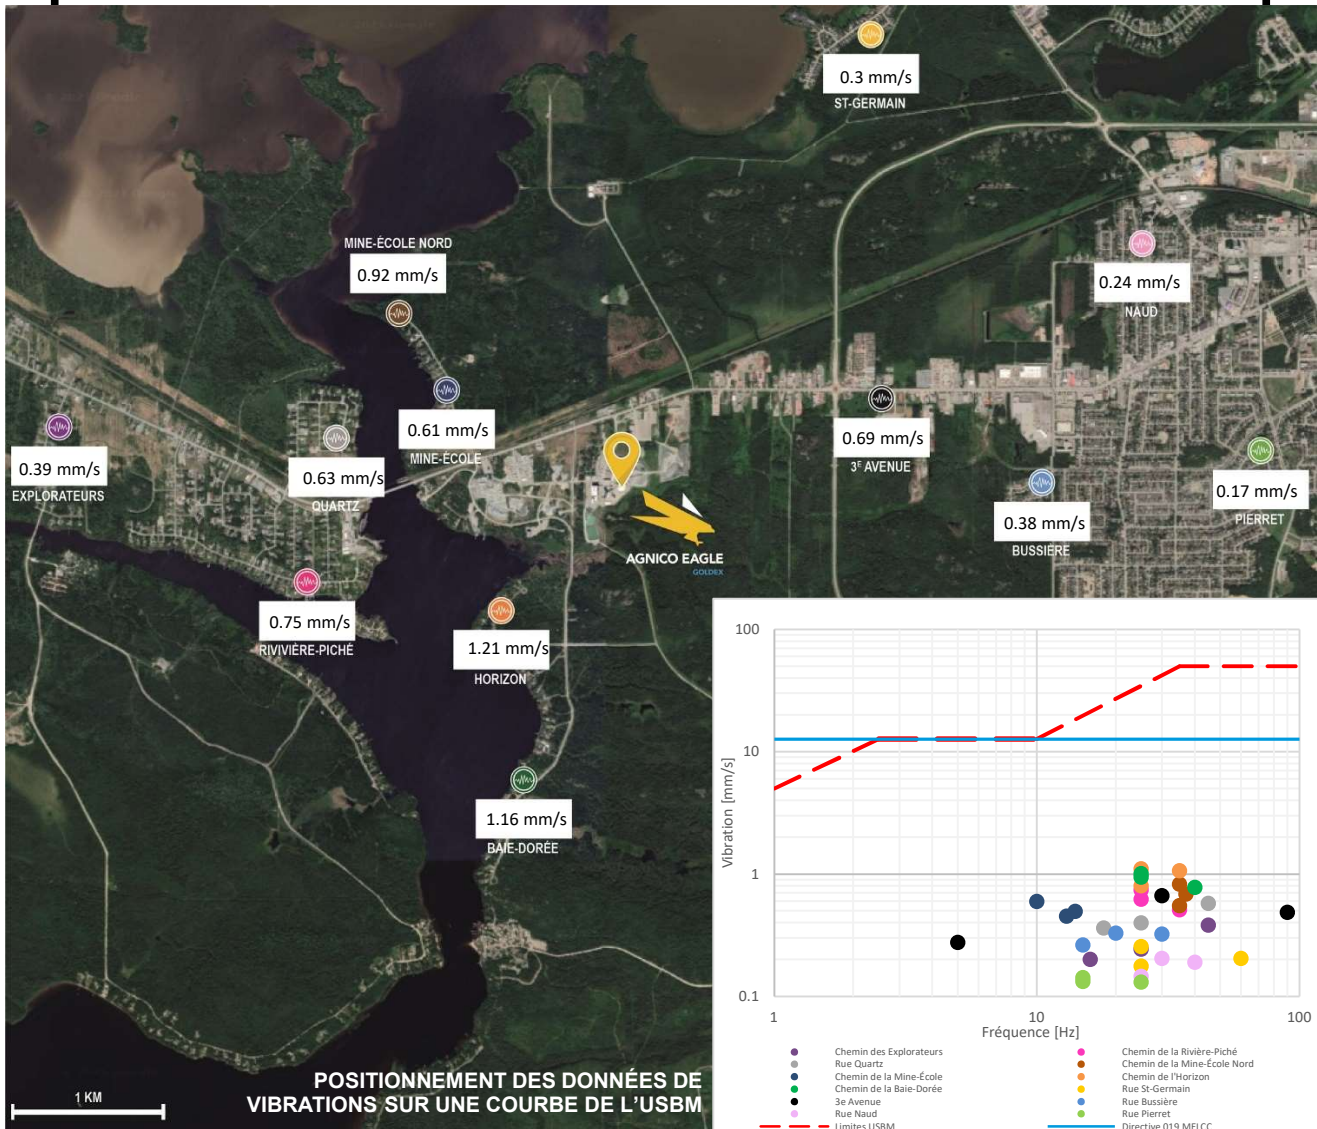 0.3 mm/s
ST-GERMAIN
MINE-ÉCOLE NORD
0.92 mm/s
0.24 mm/s
NAUD
0.61 mm/s
MINE-ÉCOLE
0.39 mm/s
EXPLORATEURS
0.63 mm/s
QUARTZ
0.69 mm/s
3E AVENUE
0.17 mm/s
PIERRET
0.38 mm/s
BUSSIÈRE
AGNICO EAGLE
GOLDEX
0.75 mm/s
RIVIVIÈRE-PICHÉ
1.21 mm/s
HORIZON
1.16 mm/s
BAIE-DORÉE
100
10
1
0.1
Vibration [mm/s]
1
10
100
Fréquence [Hz]
Chemin des Explorateurs
Chemin de la Rivière-Piché
Rue Quartz
Chemin de la Mine-École Nord
Chemin de la Mine-École
Chemin de l'Horizon
Chemin de la Baie-Dorée
Rue St-Germain
3e Avenue
Rue Bussière
Rue Naud
Rue Pierret
Limites USBM
Directive 019 MELCC
POSITIONNEMENT DES DONNÉES DE
VIBRATIONS SUR UNE COURBE DE L'USBM
1 KM